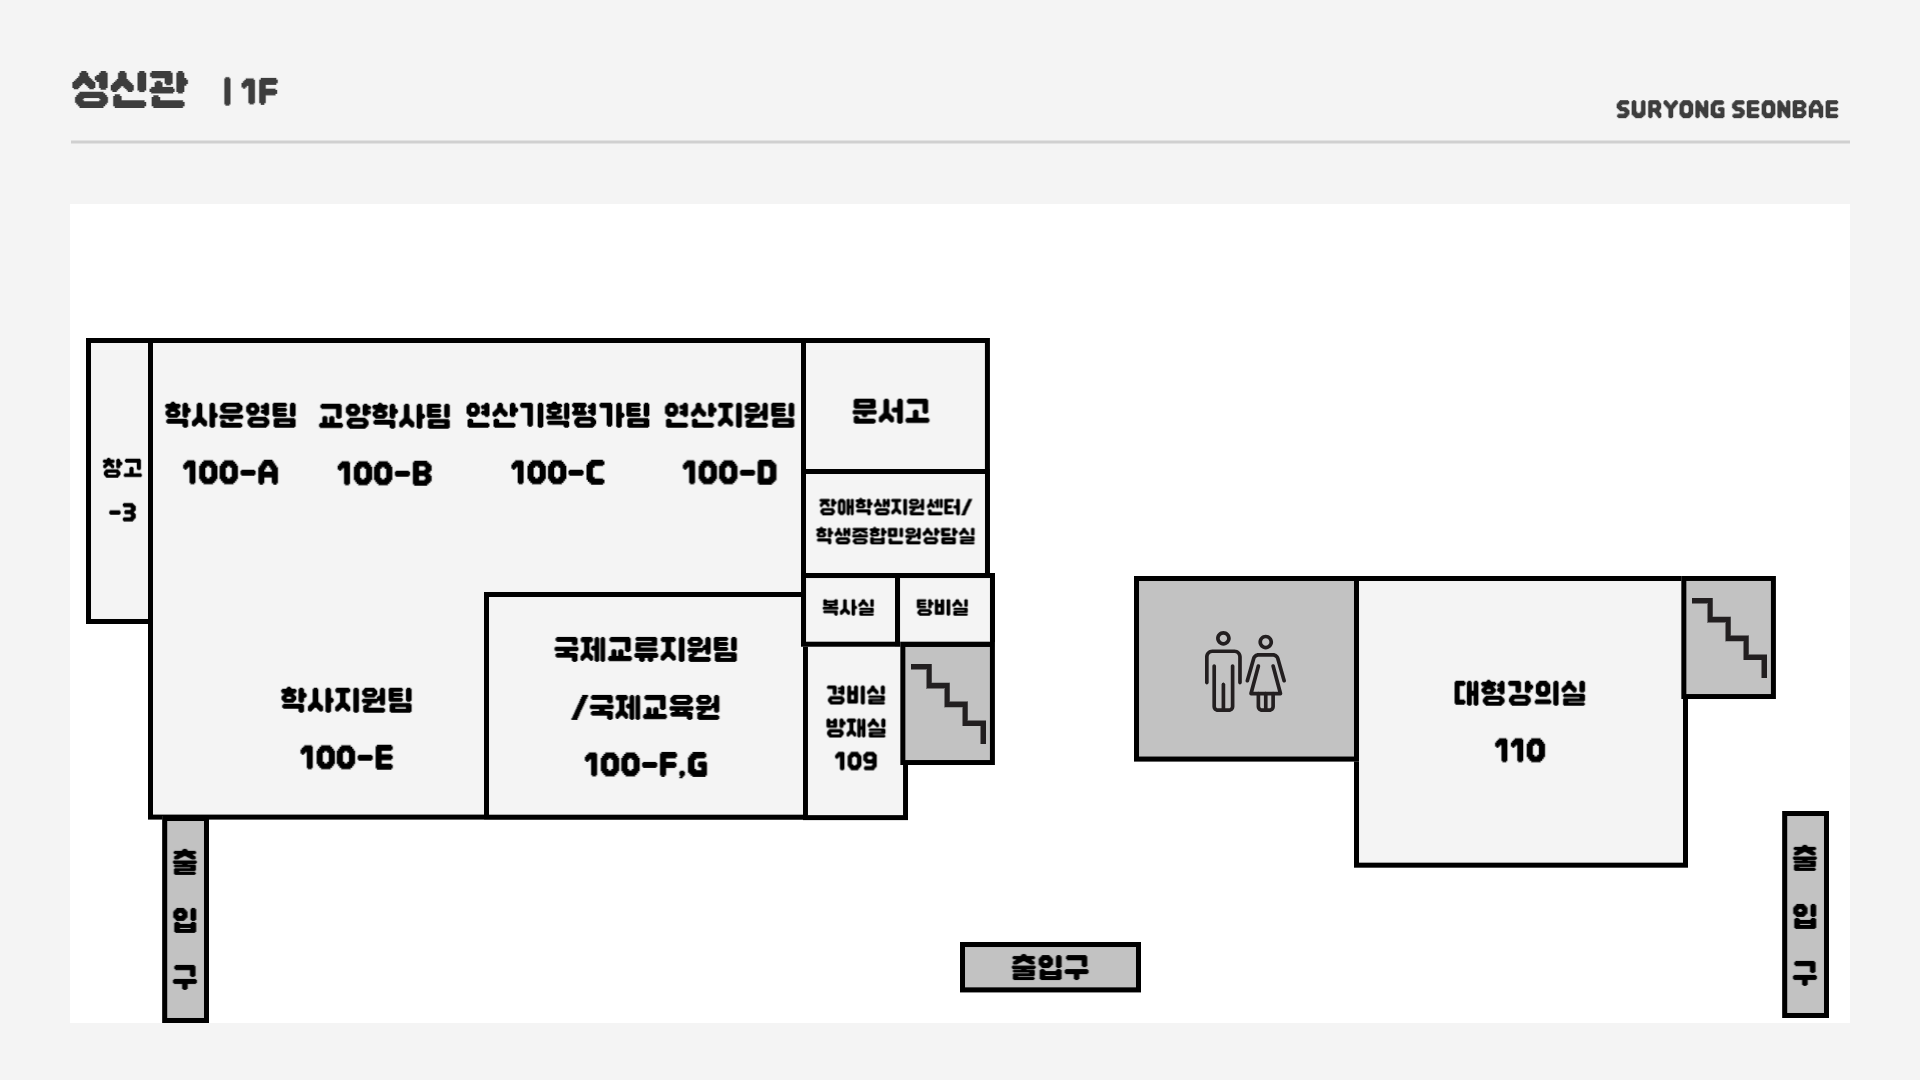 성신관 | 1F
SURYONG SEONBAE
창고
-3
학사운영팀
100-A
교양학사팀
100-B
연산기획평가팀
100-C
연산지원팀
100-D
문서고
장애학생지원센터/
학생종합민원상담실
복사실
탕비실
학사지원팀
100-E
국제교류지원팀
/국제교육원
100-F,G
경비실
방재실
109
대형강의실
110
출
입
구
출입구
출
입
구